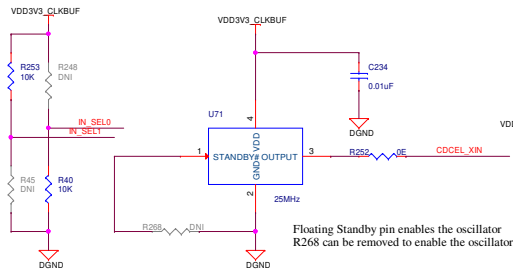 VDD3V3_CLKBUF
VDD3V3_CLKBUF
R253
10K
R248
DNI
C234
0.01uF
DGND
IN_SEL0
IN_SEL1
U71
4
VDD
1
STANDBY#
OUTPUT
3
GND
2
25MHz
R252
0E
CDCEL_XIN
VD
R45
DNI
R40
10K
R268
DNI
Floating Standby pin enables the oscillator
R268 can be removed to enable the oscillator
DGND
DGND